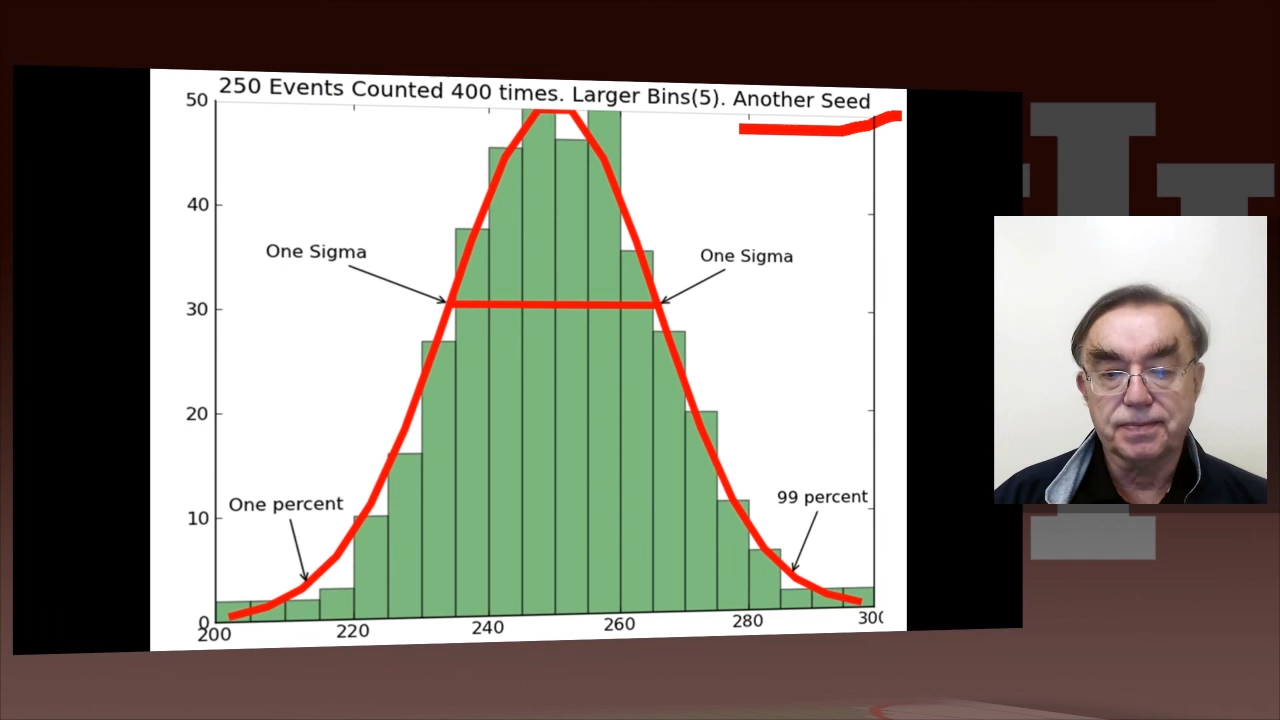 250 Events Counted 400 times. Larger Bins(5). Another Seed
50
40
One Sigma
One Sigma
30
20
One percent
99 percent
10
0
200
220
240
260
280
300